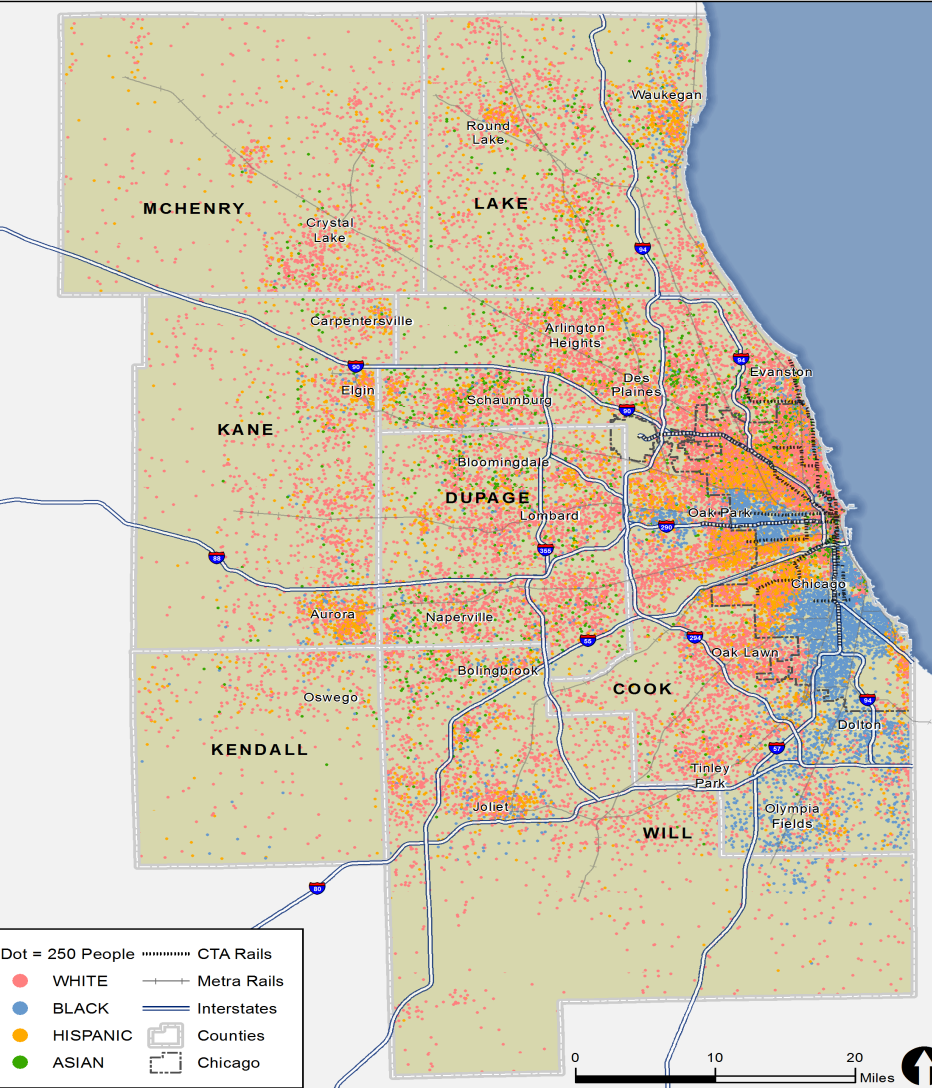 Waukegan
Round
Lake
MCHENRY
LAKE
Crystal
Lake
94
Carpentersville
Arlington
Heights
90
94
Evanston
Elgin
Des
Plaines
Schaumburg
90
KANE
Bloomingdale
DUPAGE
Lombard
Oak Park
290
88
355
Chicago
Aurora
Naperville
55
294
Oak Lawn
Bolingbrook
Oswego
COOK
94
Dolton
KENDALL
57
Tinley
Park
Joliet
Olympia
Fields
WILL
80
Dot = 250 People
CTA Rails
WHITE
Metra Rails
BLACK
Interstates
HISPANIC
Counties
ASIAN
Chicago
0 10 20
Miles